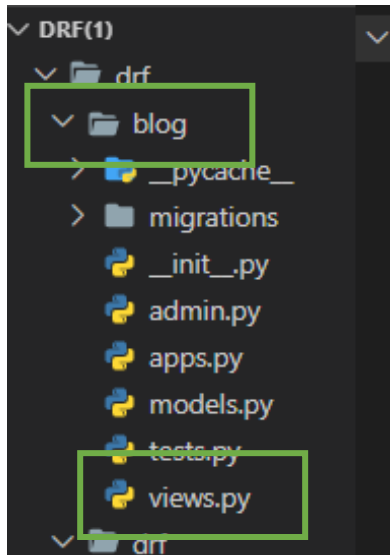 DRF(1)
drf
blog
__pycache__
migrations
__init__.py
admin.py
apps.py
models.py
tests.py
views.py
drf